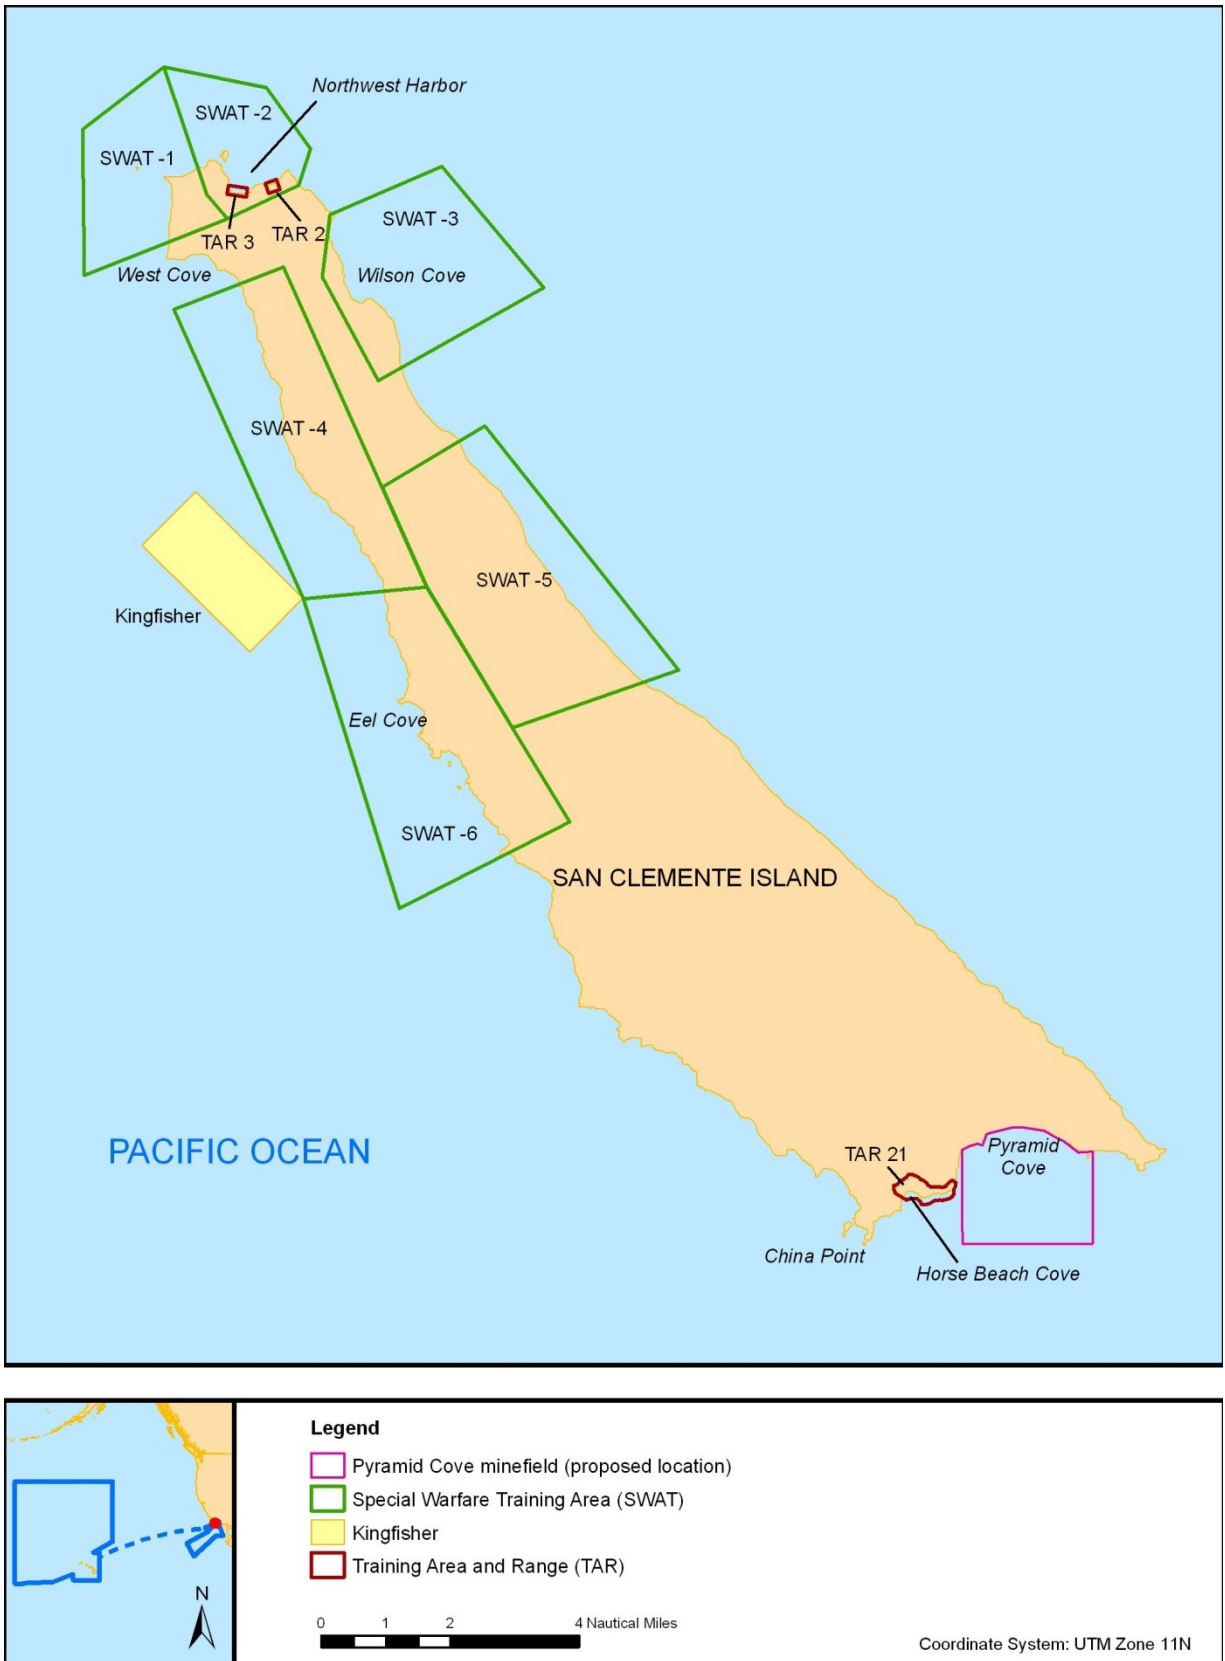 Northwest Harbor
SWAT -2
SWAT -1
SWAT -3
TAR 3
TAR 2
West Cove
Wilson Cove
SWAT -4
SWAT -5
Kingfisher
Eel Cove
SWAT -6
SAN CLEMENTE ISLAND
PACIFIC OCEAN
TAR 21
Pyramid
Cove
China Point
Horse Beach Cove
Legend
Pyramid Cove minefield (proposed location)
Special Warfare Training Area (SWAT)
Kingfisher
Training Area and Range (TAR)
N
0 1 2 4 Nautical Miles
Coordinate System: UTM Zone 11N